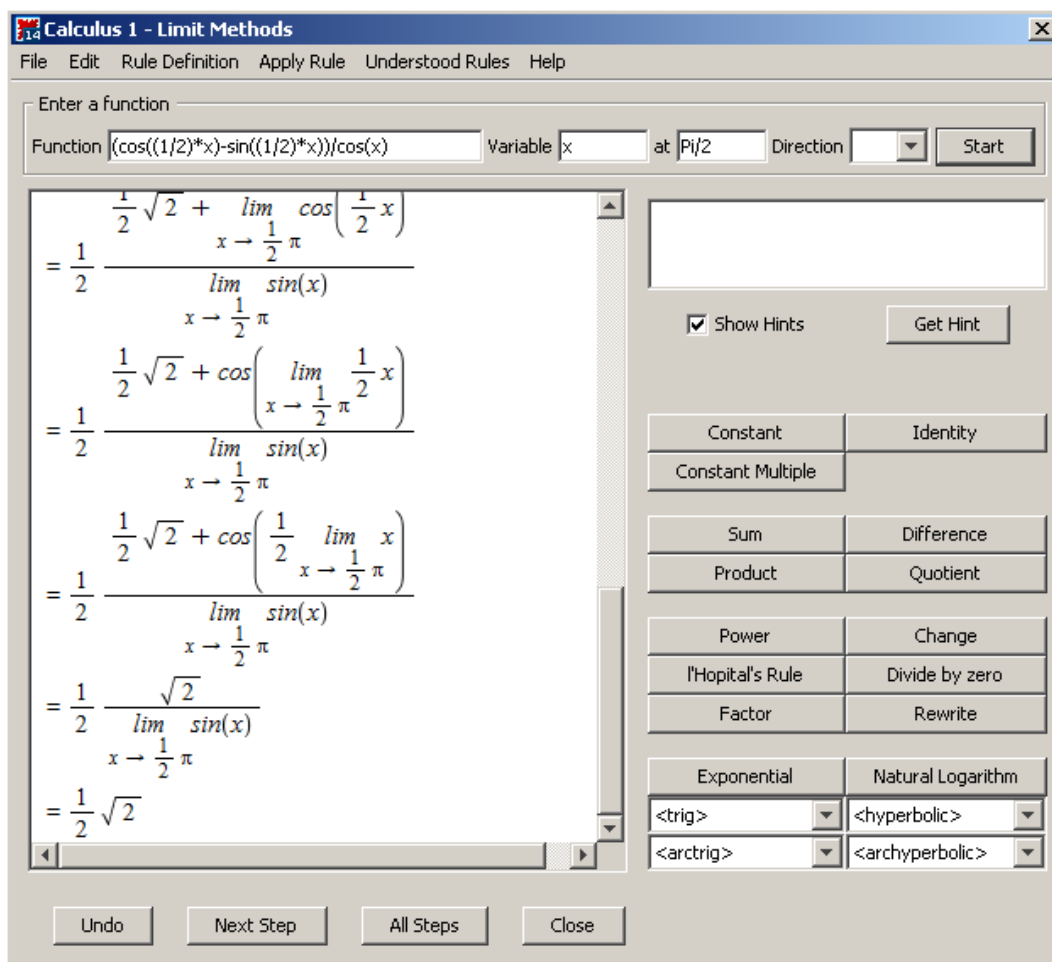 Calculus 1 - Limit Methods
File Edit Rule Definition Apply Rule Understood Rules Help
Enter a function
Function (cos((1/2)*x)-sin((1/2)*x))/cos(x) Variable x at Pi/2 Direction Start
= 1/2 (1/2 √2 + lim x → 1/2 π cos(1/2 x)) / (lim x → 1/2 π sin(x))
= 1/2 (1/2 √2 + cos(lim x → 1/2 π 1/2 x)) / (lim x → 1/2 π sin(x))
= 1/2 (1/2 √2 + cos(1/2 lim x → 1/2 π x)) / (lim x → 1/2 π sin(x))
= 1/2 √2 / (lim x → 1/2 π sin(x))
= 1/2 √2
Show Hints Get Hint
Constant Identity
Constant Multiple
Sum Difference
Product Quotient
Power Change
l'Hopital's Rule Divide by zero
Factor Rewrite
Exponential Natural Logarithm
<trig> <hyperbolic>
<arctrig> <archyperbolic>
Undo Next Step All Steps Close